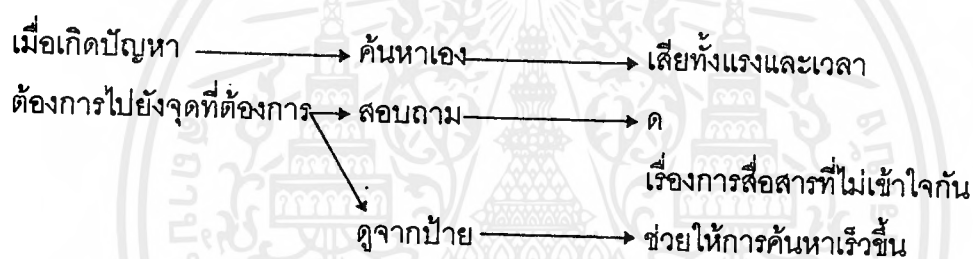 เมื่อเกิดปัญหา ค้นหาเอง เสียทั้งแรงและเวลา
ต้องการไปยังจุดที่ต้องการ สอบถาม ด
เรื่องการสื่อสารที่ไม่เข้าใจกัน
ดูจากป้าย ช่วยให้การค้นหาเร็วขึ้น